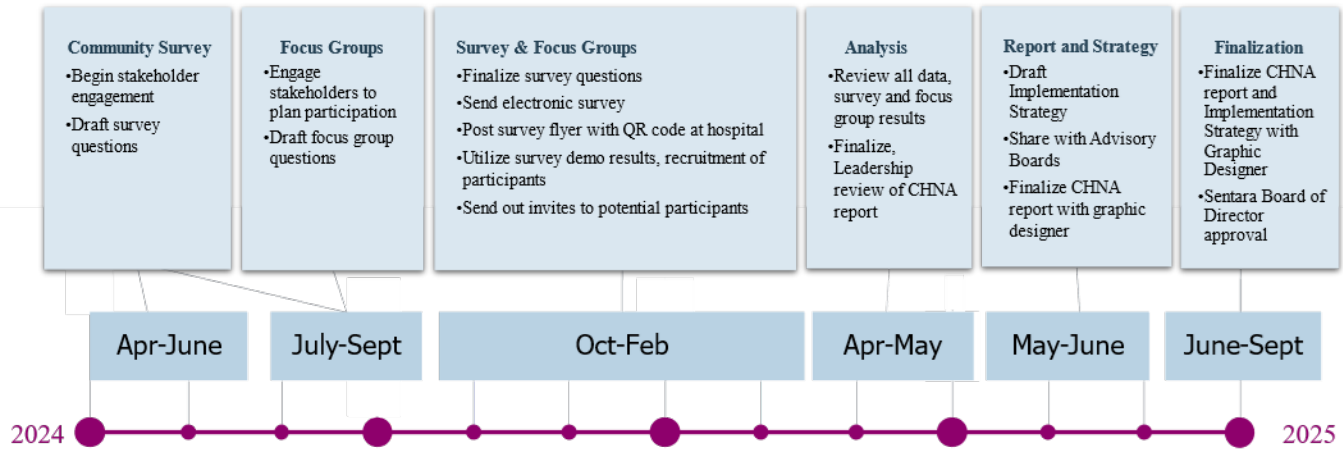 Community Survey
•Begin stakeholder
engagement
•Draft survey
questions
Focus Groups
•Engage
stakeholders to
plan participation
•Draft focus group
questions
Survey & Focus Groups
•Finalize survey questions
•Send electronic survey
•Post survey flyer with QR code at hospital
•Utilize survey demo results, recruitment of
participants
•Send out invites to potential participants
Analysis
•Review all data,
survey and focus
group results
•Finalize,
Leadership
review of CHNA
report
Report and Strategy
•Draft
Implementation
Strategy
•Share with Advisory
Boards
•Finalize CHNA
report with graphic
designer
Finalization
•Finalize CHNA
report and
Implementation
Strategy with
Graphic
Designer
•Sentara Board of
Director
approval
Apr-June
July-Sept
Oct-Feb
Apr-May
May-June
June-Sept
2024
2025